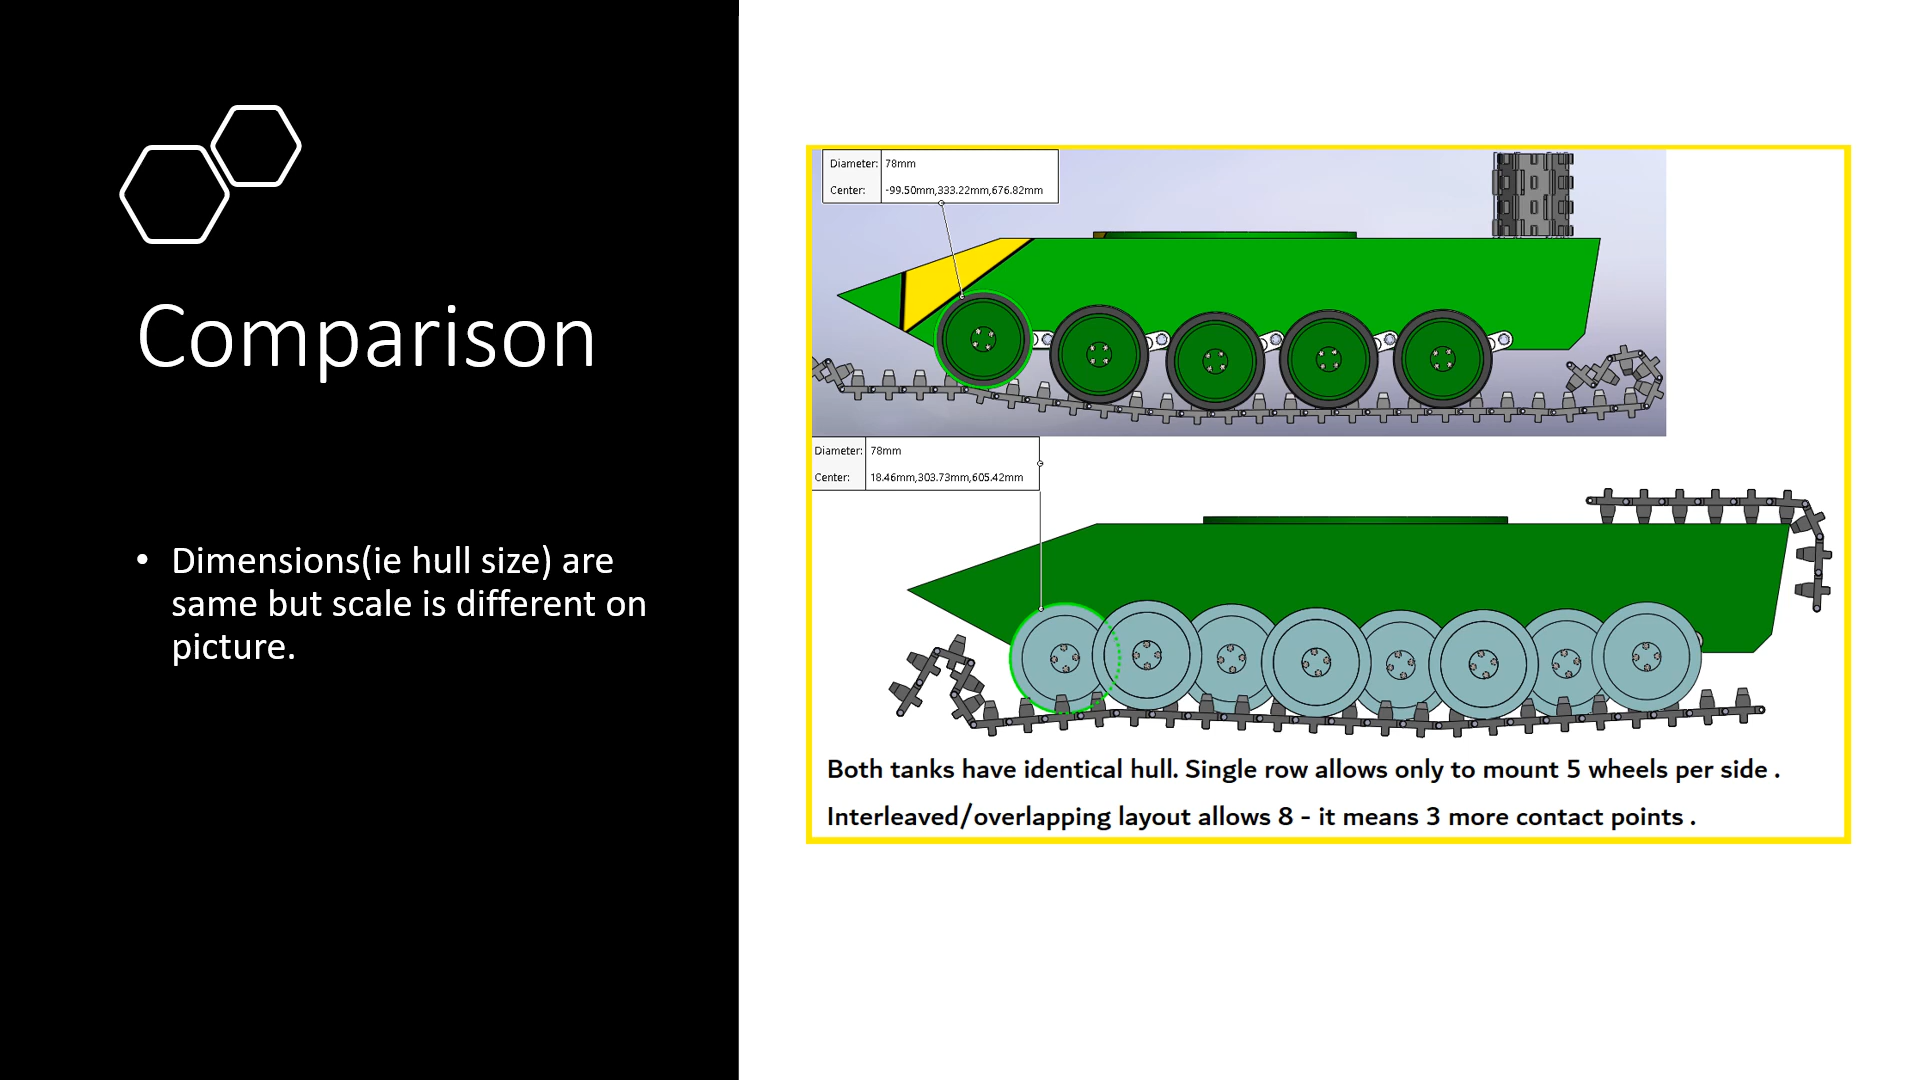 Comparison
• Dimensions(ie hull size) are
same but scale is different on
picture.
Diameter: 78mm
Center: -99.50mm,333.22mm,676.82mm
Diameter: 78mm
Center: 18.46mm,303.73mm,605.42mm
Both tanks have identical hull. Single row allows only to mount 5 wheels per side .
Interleaved/overlapping layout allows 8 - it means 3 more contact points .